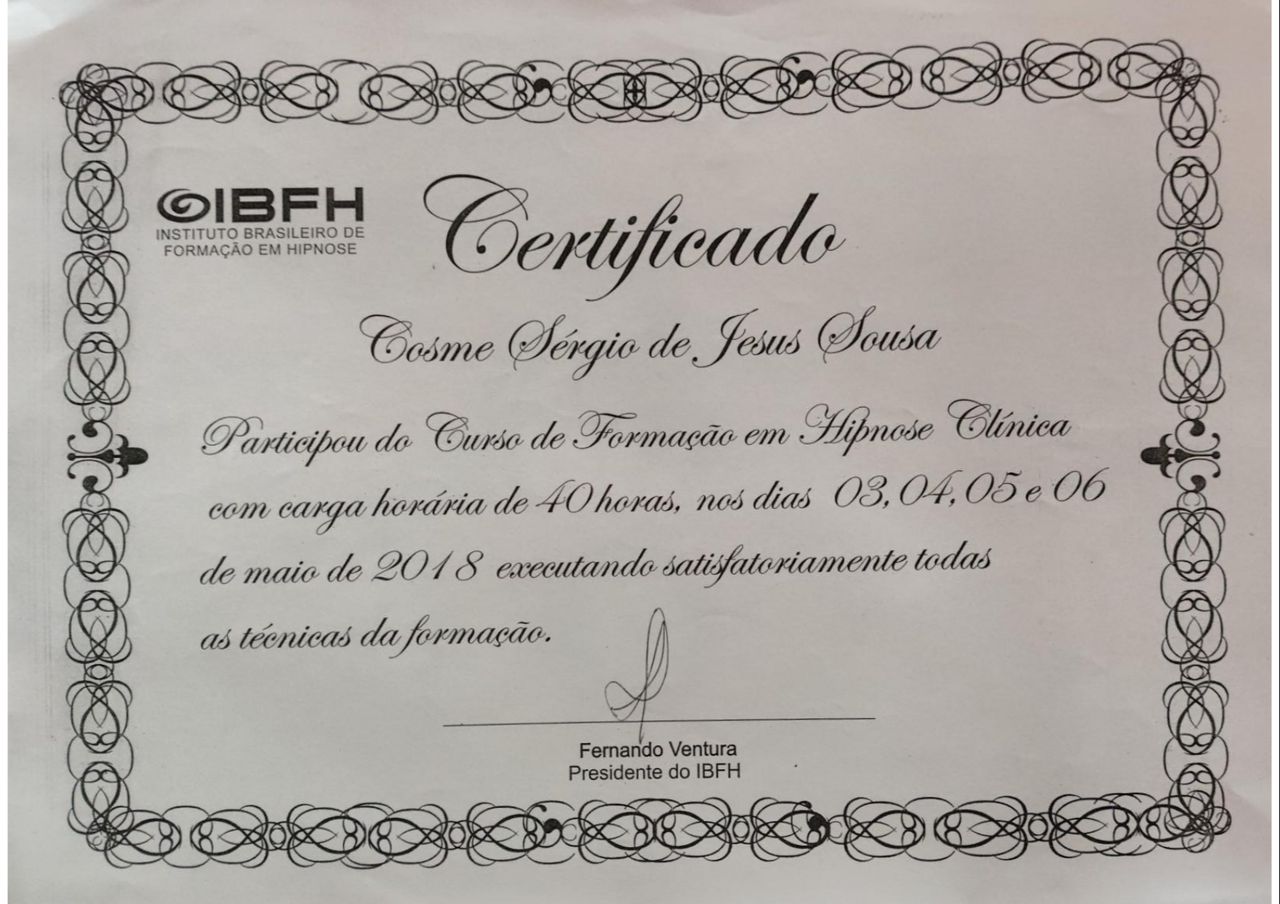 IBFH
INSTITUTO BRASILEIRO DE
FORMAÇÃO EM HIPNOSE
Certificado
Cosme Sérgio de Jesus Sousa
Participou do Curso de Formação em Hipnose Clínica
com carga horária de 40 horas, nos dias 03, 04, 05 e 06
de maio de 2018 executando satisfatoriamente todas
as técnicas da formação.
Fernando Ventura
Presidente do IBFH